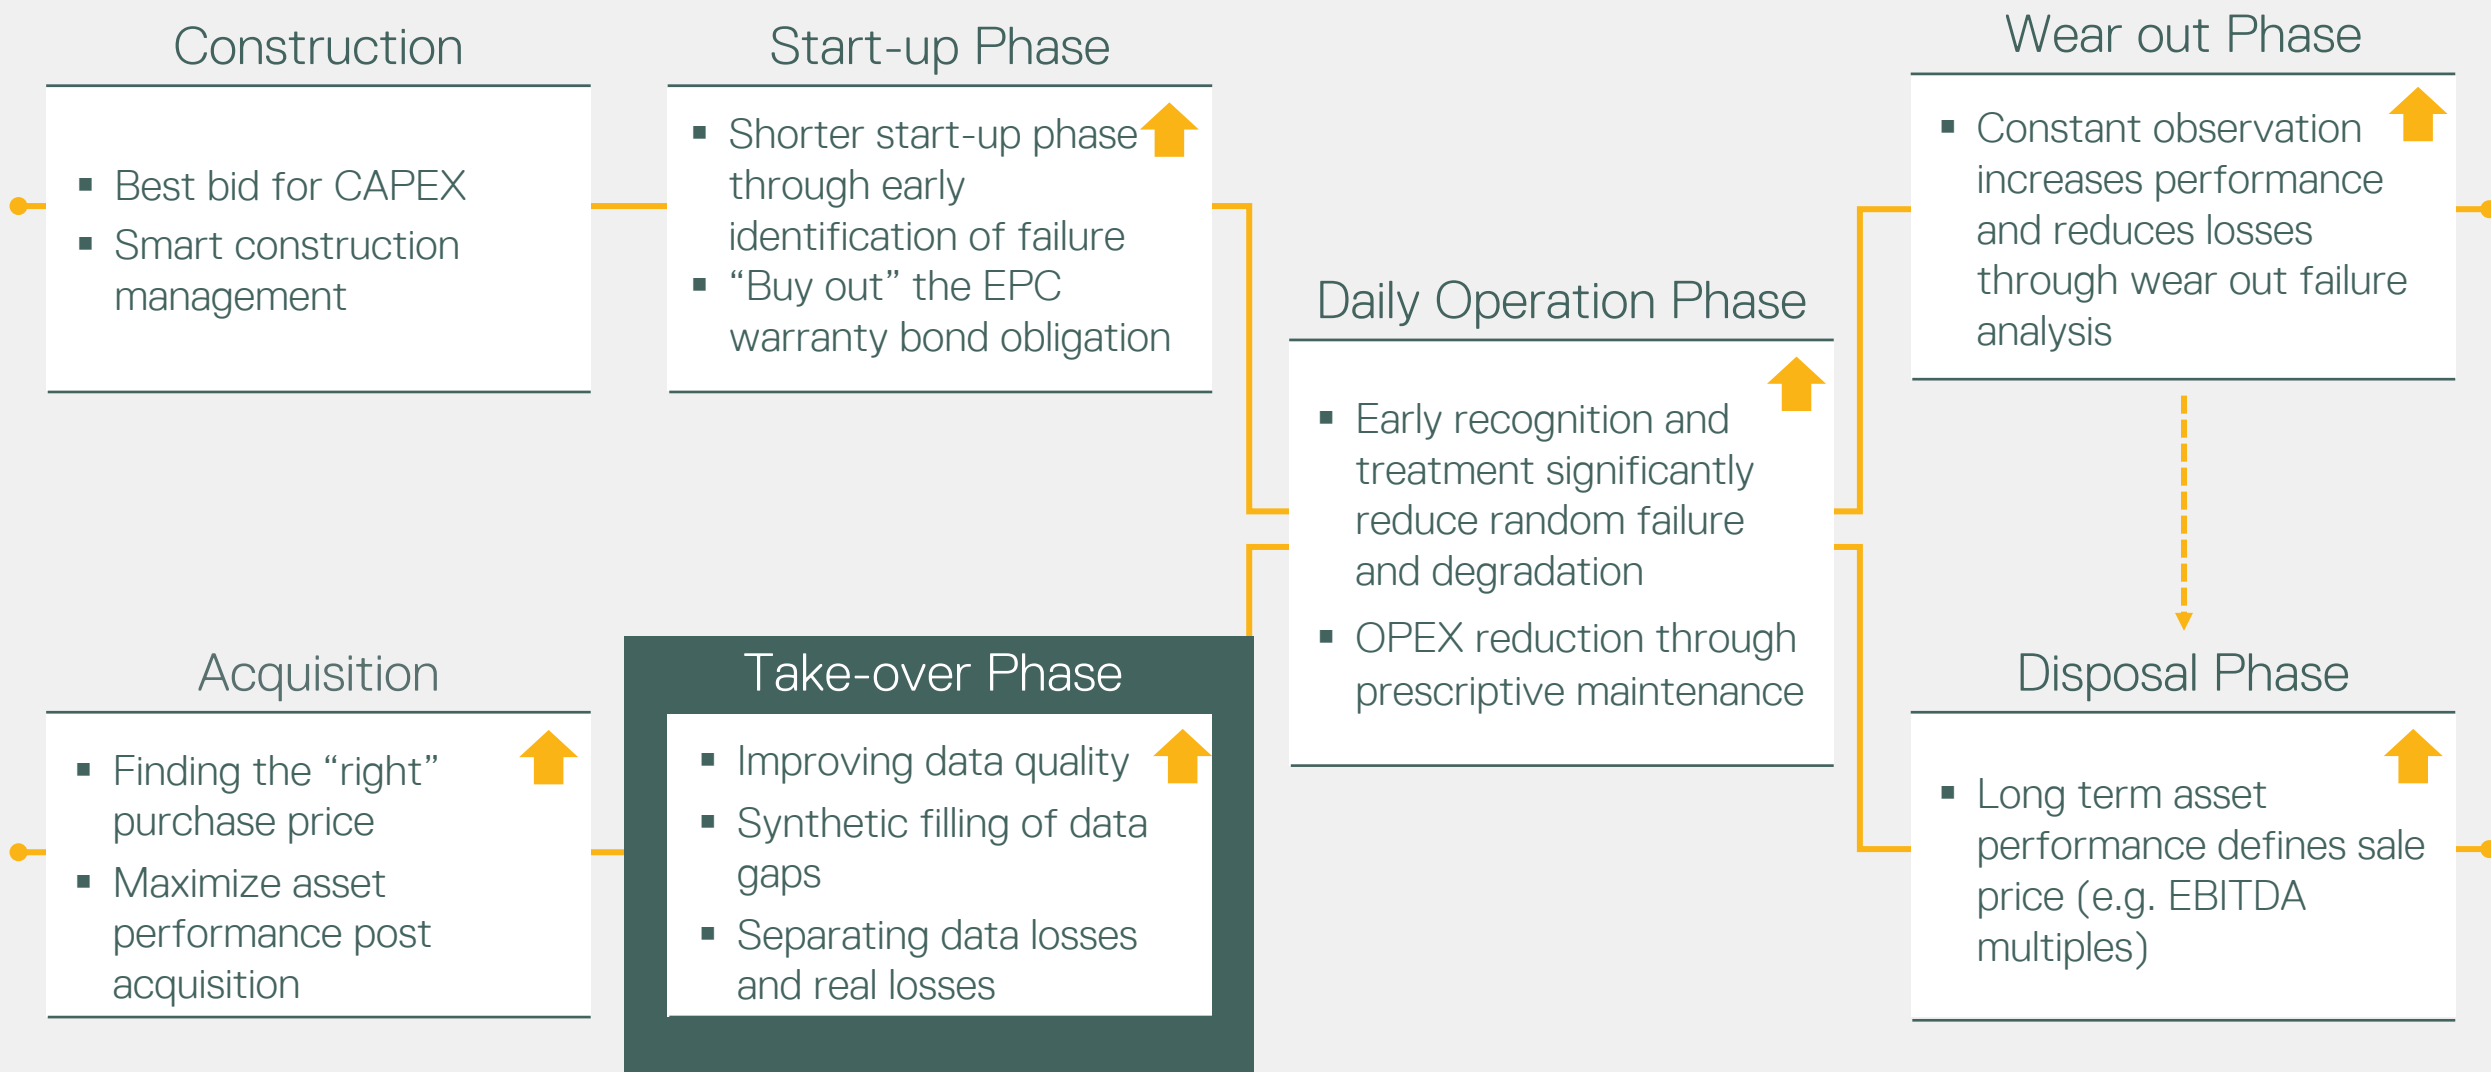 Construction
▪ Best bid for CAPEX
▪ Smart construction
management
Start-up Phase
▪ Shorter start-up phase
through early
identification of failure
▪ “Buy out” the EPC
warranty bond obligation
Acquisition
▪ Finding the “right”
purchase price
▪ Maximize asset
performance post
acquisition
Take-over Phase
▪ Improving data quality
▪ Synthetic filling of data
gaps
▪ Separating data losses
and real losses
Daily Operation Phase
▪ Early recognition and
treatment significantly
reduce random failure
and degradation
▪ OPEX reduction through
prescriptive maintenance
Wear out Phase
▪ Constant observation
increases performance
and reduces losses
through wear out failure
analysis
Disposal Phase
▪ Long term asset
performance defines sale
price (e.g. EBITDA
multiples)